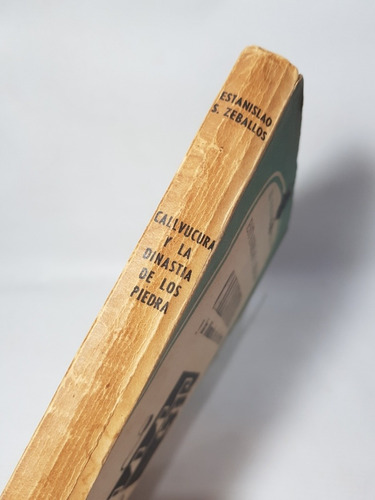 ESTANISLAO
S. ZEBALLOS
CALLVUCURA
Y LA
DINASTIA
DE LOS
PIEDRA